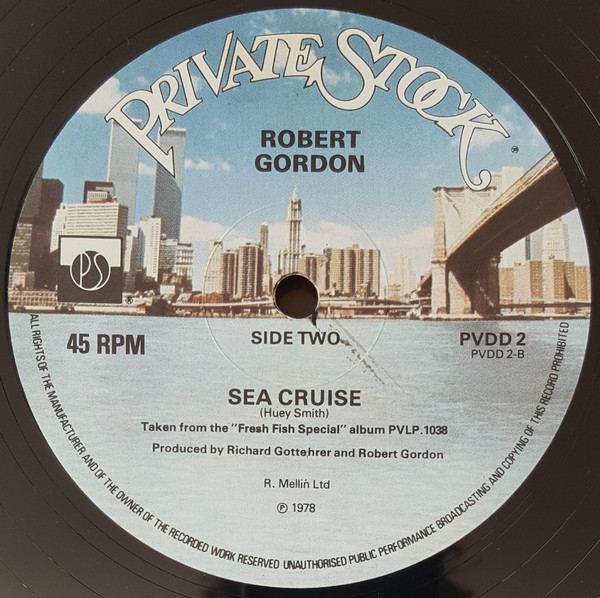 PRIVATE STOCK
®
ROBERT
GORDON
PS
®
45 RPM
SIDE TWO
PVDD 2
PVDD 2-B
SEA CRUISE
(Huey Smith)
Taken from the "Fresh Fish Special" album PVLP.1038
Produced by Richard Gottehrer and Robert Gordon
R. Mellin Ltd
℗ 1978
ALL RIGHTS OF THE MANUFACTURER AND OF THE OWNER OF THE RECORDED WORK RESERVED UNAUTHORISED PUBLIC PERFORMANCE BROADCASTING AND COPYING OF THIS RECORD PROHIBITED